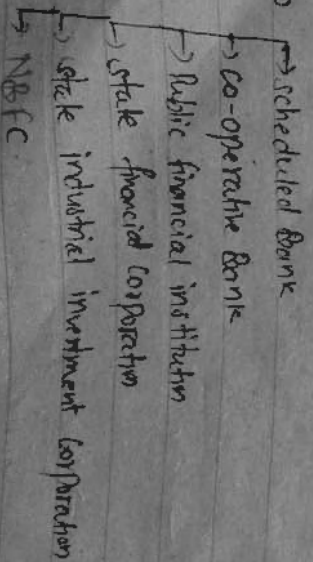 → scheduled Bank
→ co-operative Bank
→ Public financial institution
→ state financial corporation
→ state industrial investment corporation
→ NBFC